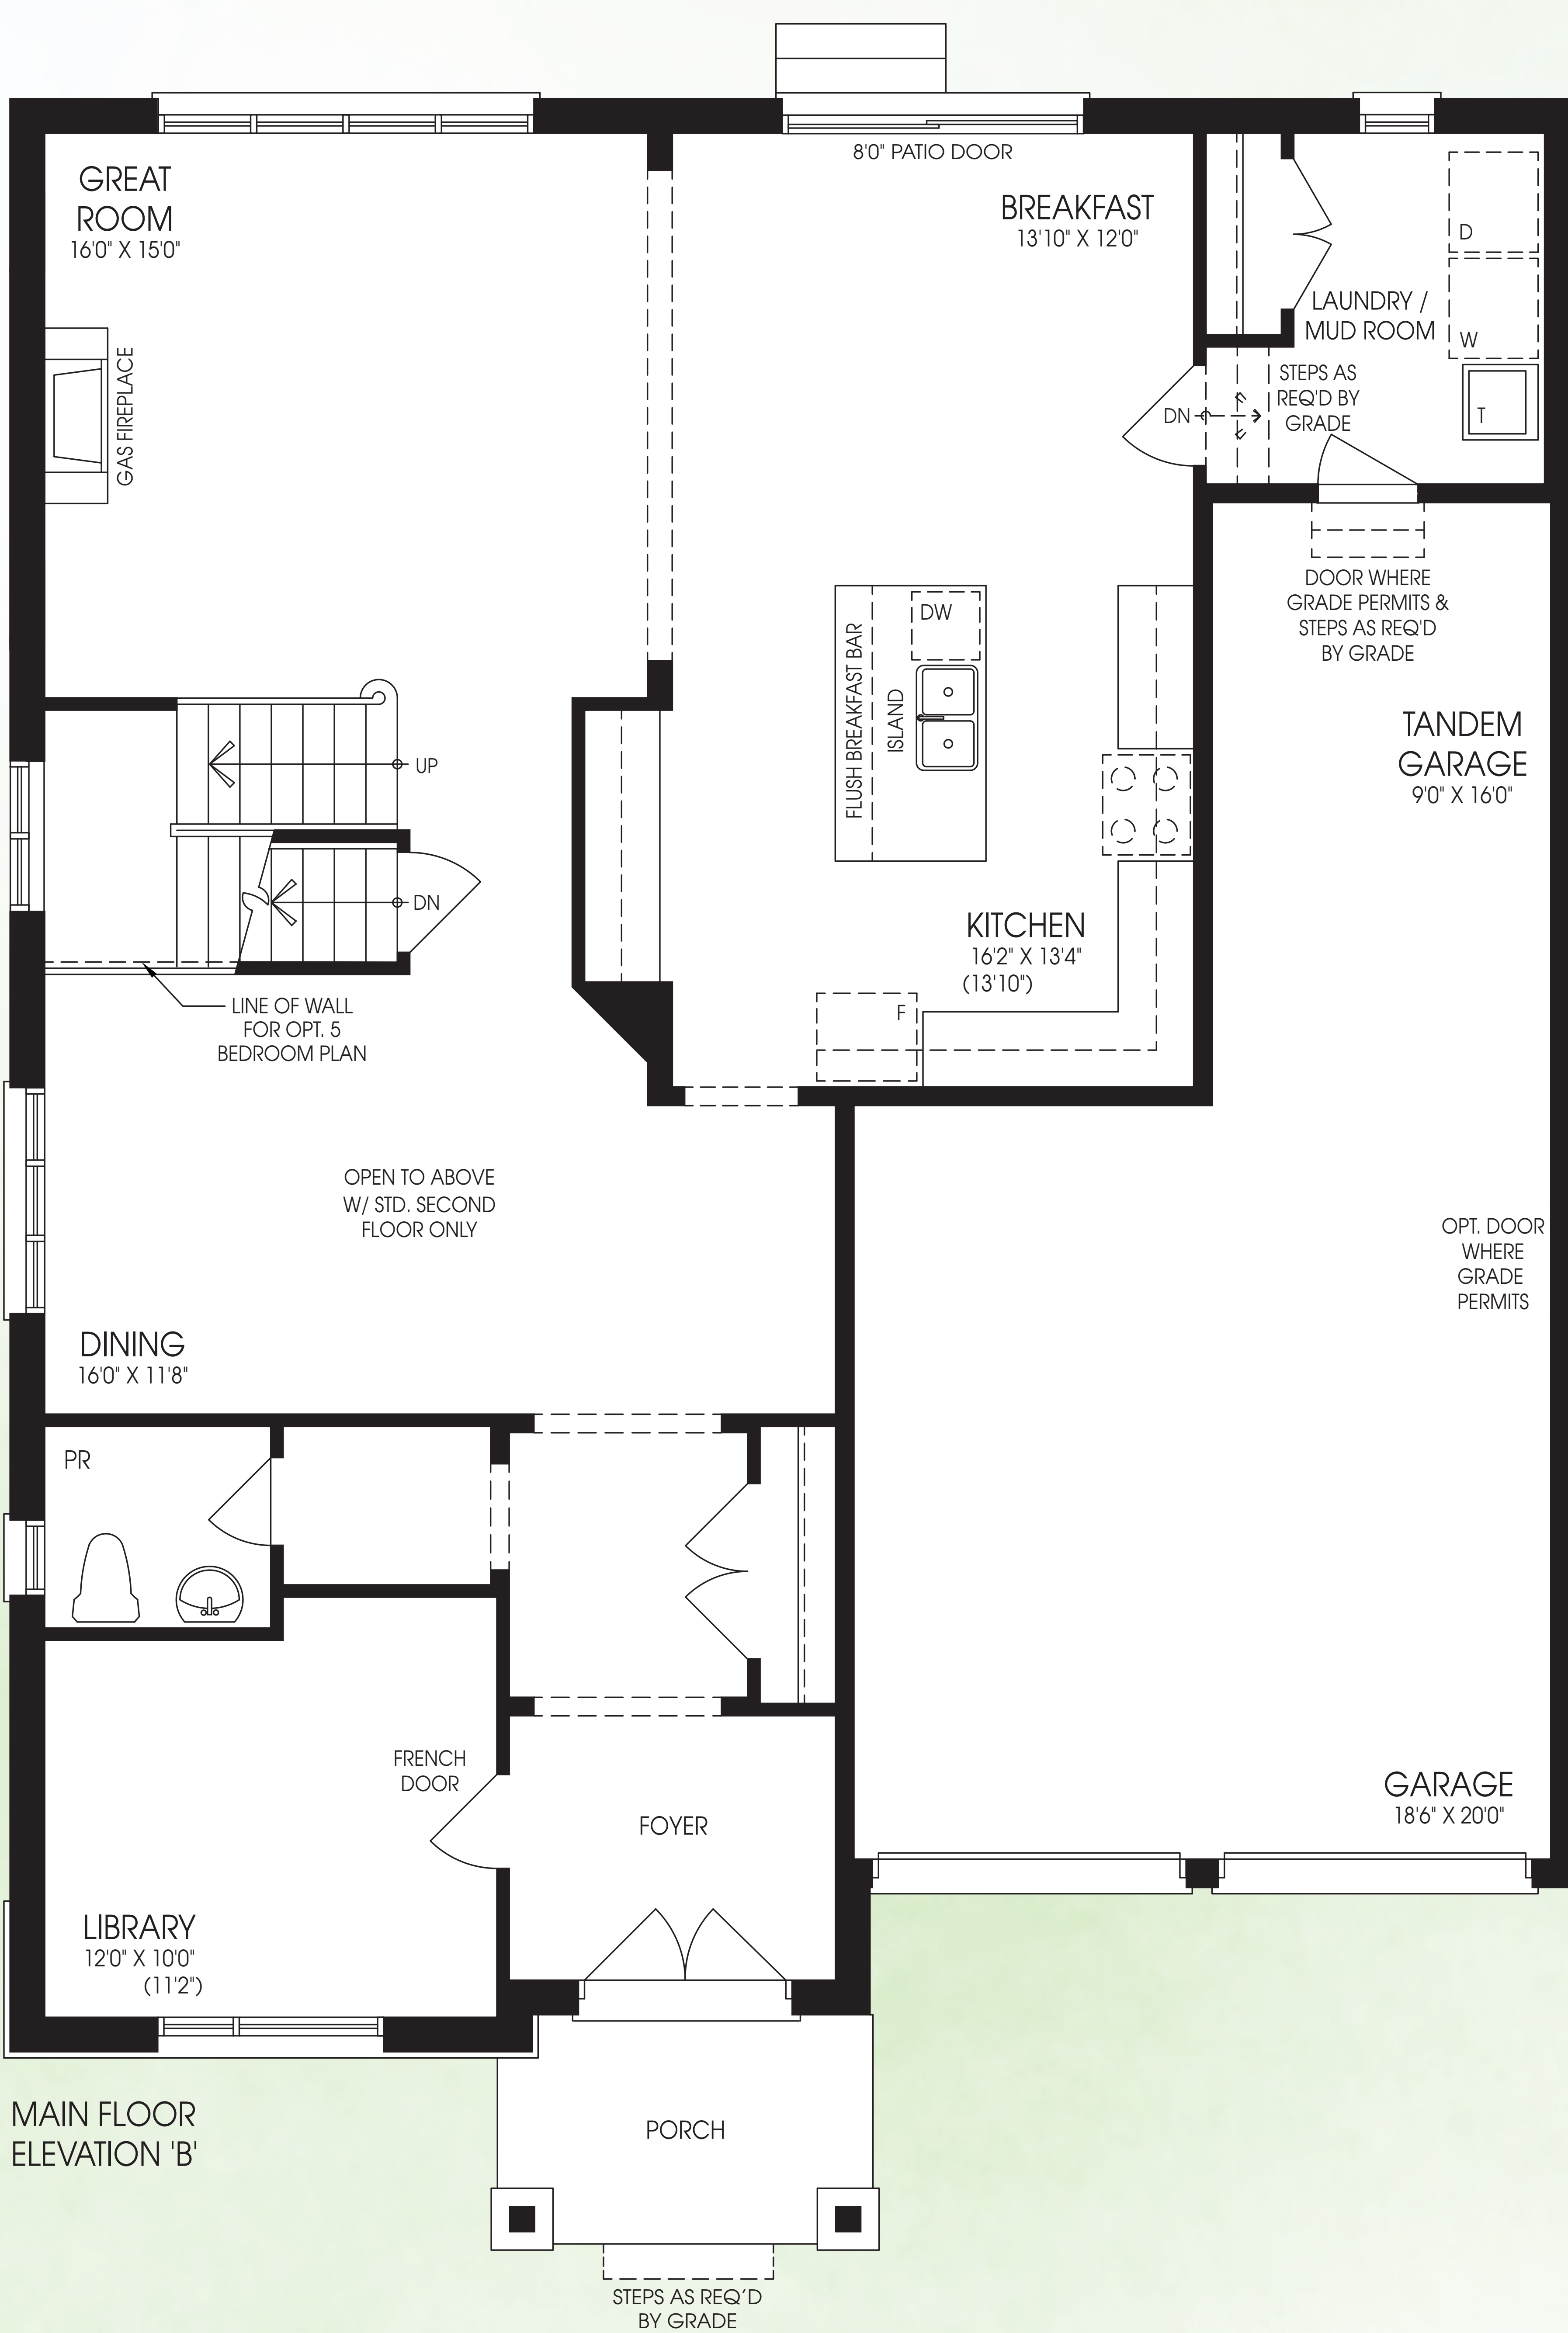 8'0" PATIO DOOR
GREAT
ROOM
16'0" X 15'0"
BREAKFAST
13'10" X 12'0"
D
LAUNDRY /
MUD ROOM
W
GAS FIREPLACE
STEPS AS
REQ'D BY
GRADE
DN
T
DOOR WHERE
GRADE PERMITS &
STEPS AS REQ'D
BY GRADE
DW
FLUSH BREAKFAST BAR
ISLAND
TANDEM
GARAGE
9'0" X 16'0"
UP
DN
KITCHEN
16'2" X 13'4"
(13'10")
F
LINE OF WALL
FOR OPT. 5
BEDROOM PLAN
OPEN TO ABOVE
W/ STD. SECOND
FLOOR ONLY
OPT. DOOR
WHERE
GRADE
PERMITS
DINING
16'0" X 11'8"
PR
FRENCH
DOOR
FOYER
GARAGE
18'6" X 20'0"
LIBRARY
12'0" X 10'0"
(11'2")
MAIN FLOOR
ELEVATION 'B'
PORCH
STEPS AS REQ'D
BY GRADE